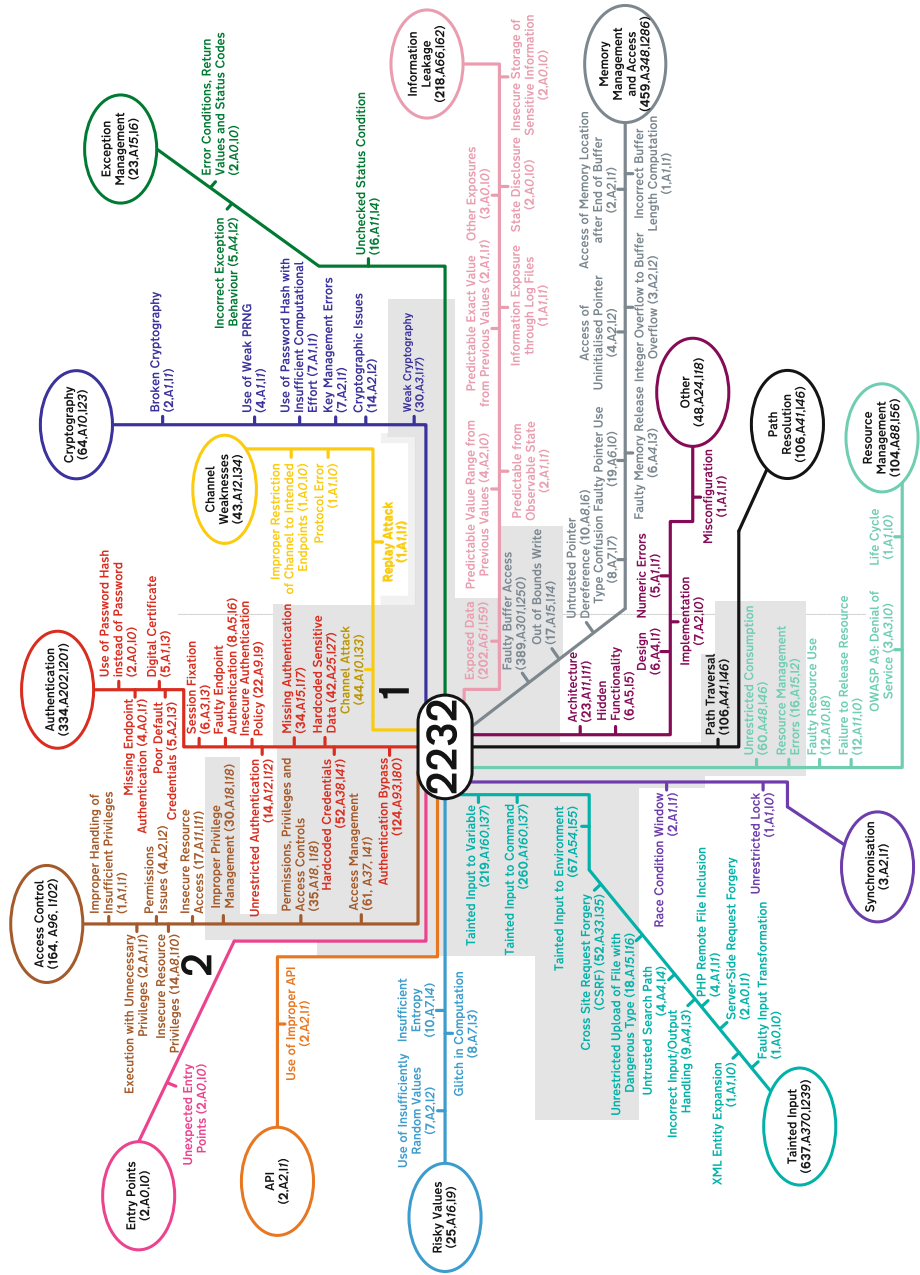 Entry Points
(2,A0,I0)
Unexpected Entry
Points (2,A0,I0)
API
(2,A2,I1)
Use of Improper API
(2,A2,I1)
Risky Values
(25,A16,I9)
Use of Insufficiently
Random Values
(7,A2,I2)
Insufficient
Entropy
(10,A7,I4)
Glitch in Computation
(8,A7,I3)
Access Control
(164, A96, I102)
Improper Handling of
Insufficient Privileges
(1,A1,I1)
Execution with Unnecessary
Privileges (2,A1,I1)
Permissions
Issues (4,A2,I2)
Insecure Resource
Privileges (14,A8,I10)
Insecure Resource
Access (17,A11,I11)
2
Improper Privilege
Management (30,A18,I18)
Permissions, Privileges and
Access Controls
(35,A18, I18)
Access Management
(61, A37, I41)
Authentication
(334,A202,I201)
Use of Password Hash
instead of Password
(2,A0,I0)
Missing Endpoint
Authentication (4,A0,I1)
Digital Certificate
(5,A1,I3)
Poor Default
Credentials (5,A2,I3)
Session Fixation
(6,A3,I3)
Faulty Endpoint
Authentication (8,A5,I6)
Insecure Authentication
Policy (22,A9,I9)
Unrestricted Authentication
(14,A12,I12)
Missing Authentication
(34,A15,I17)
Hardcoded Sensitive
Data (42,A25,I27)
Hardcoded Credentials
(52,A38,I41)
Authentication Bypass
(124,A93,I80)
Channel
Weaknesses
(43,A12,I34)
Improper Restriction
of Channel to Intended
Endpoints (1,A0,I0)
Protocol Error
(1,A1,I0)
Replay Attack
(1,A1,I1)
Channel Attack
(44,A10,I33)
1
Cryptography
(64,A10,I23)
Broken Cryptography
(2,A1,I1)
Use of Weak PRNG
(4,A1,I1)
Use of Password Hash with
Insufficient Computational
Effort (7,A1,I1)
Key Management Errors
(7,A2,I1)
Cryptographic Issues
(14,A2,I2)
Weak Cryptography
(30,A3,I17)
Exception
Management
(23,A15,I6)
Error Conditions, Return
Values and Status Codes
(2,A0,I0)
Incorrect Exception
Behaviour (5,A4,I2)
Unchecked Status Condition
(16,A11,I4)
2232
Information
Leakage
(218,A66,I62)
Exposed Data
(202,A61,I59)
Predictable Value Range from
Previous Values (4,A2,I0)
Predictable Exact Value
from Previous Values (2,A1,I1)
Other Exposures
(3,A0,I0)
Predictable from
Observable State
(2,A1,I1)
Information Exposure
through Log Files
(1,A1,I1)
State Disclosure
(2,A0,I0)
Insecure Storage of
Sensitive Information
(2,A0,I0)
Memory
Management
and Access
(459,A348,I286)
Faulty Buffer Access
(389,A301,I250)
Out of Bounds Write
(17,A15,I14)
Untrusted Pointer
Dereference (10,A8,I6)
Type Confusion
(8,A7,I7)
Faulty Pointer Use
(19,A6,I0)
Access of
Uninitialised Pointer
(4,A2,I2)
Access of Memory Location
after End of Buffer
(2,A2,I1)
Faulty Memory Release
(6,A4,I3)
Integer Overflow to Buffer
Overflow (3,A2,I2)
Incorrect Buffer
Length Computation
(1,A1,I1)
Other
(48,A24,I18)
Architecture
(23,A11,I11)
Hidden
Functionality
(6,A5,I5)
Design
(6,A4,I1)
Numeric Errors
(5,A1,I1)
Implementation
(7,A2,I0)
Misconfiguration
(1,A1,I1)
Path
Resolution
(106,A41,I46)
Path Traversal
(106,A41,I46)
Resource
Management
(104,A88,I56)
Unrestricted Consumption
(60,A48,I46)
Resource Management
Errors (16,A15,I2)
Faulty Resource Use
(12,A10,I8)
Failure to Release Resource
(12,A11,I0)
OWASP A9: Denial of
Service (3,A3,I0)
Life Cycle
(1,A1,I0)
Tainted Input to Variable
(219,A160,I37)
Tainted Input to Command
(260,A160,I37)
Tainted Input to Environment
(67,A54,I55)
Cross Site Request Forgery
(CSRF) (52,A33,I35)
Unrestricted Upload of File with
Dangerous Type (18,A15,I16)
Untrusted Search Path
(4,A4,I4)
Incorrect Input/Output
Handling (9,A4,I3)
PHP Remote File Inclusion
(4,A1,I1)
Server-Side Request Forgery
(2,A0,I1)
XML Entity Expansion
(1,A1,I0)
Faulty Input Transformation
(1,A0,I0)
Tainted Input
(637,A370,I239)
Race Condition Window
(2,A1,I1)
Unrestricted Lock
(1,A1,I0)
Synchronisation
(3,A2,I1)